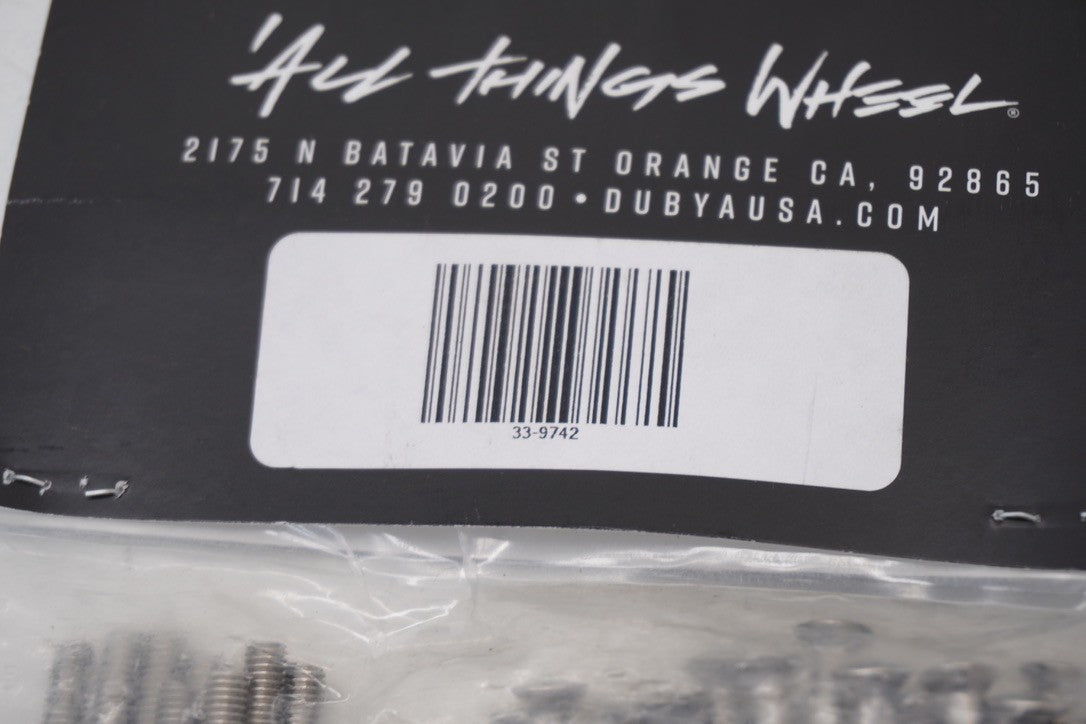 'ALL THINGS WHEEL®
2175 N BATAVIA ST ORANGE CA, 92865
714 279 0200 • DUBYAUSA.COM
33-9742